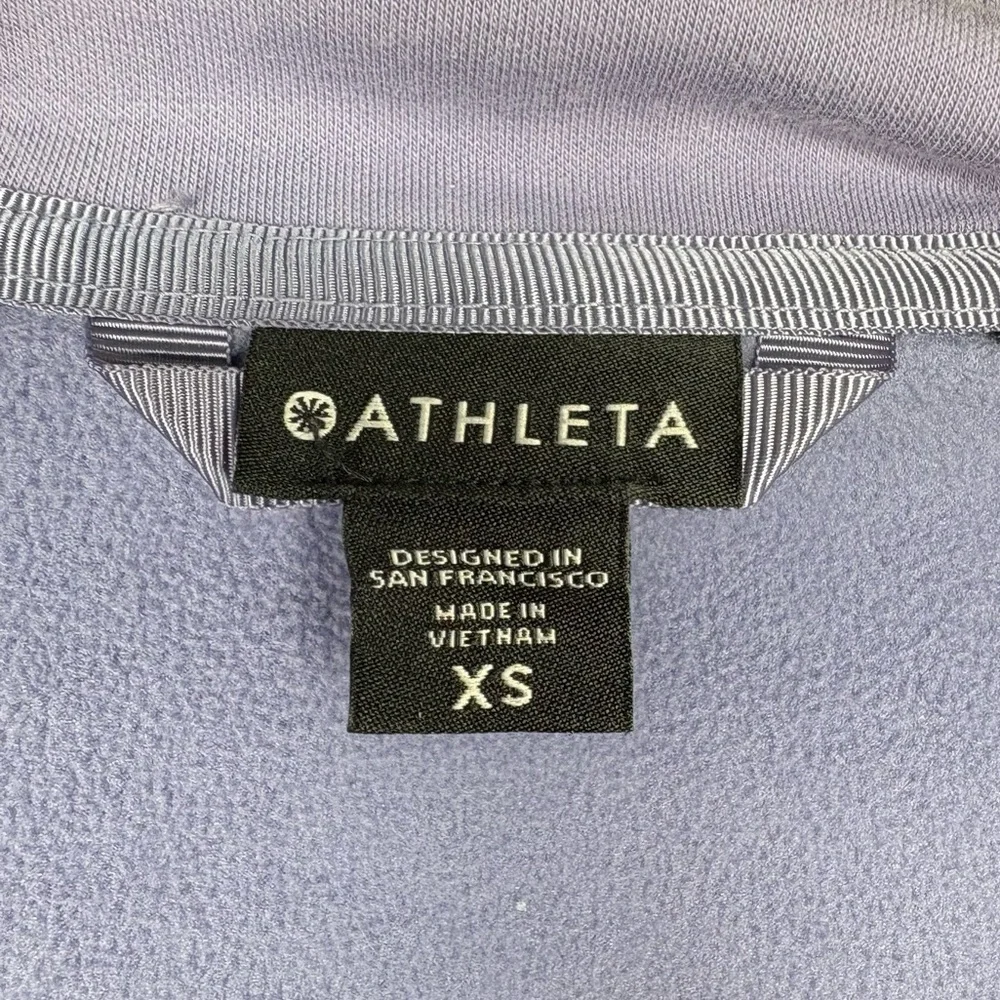 ATHLETA
DESIGNED IN
SAN FRANCISCO
MADE IN
VIETNAM
XS